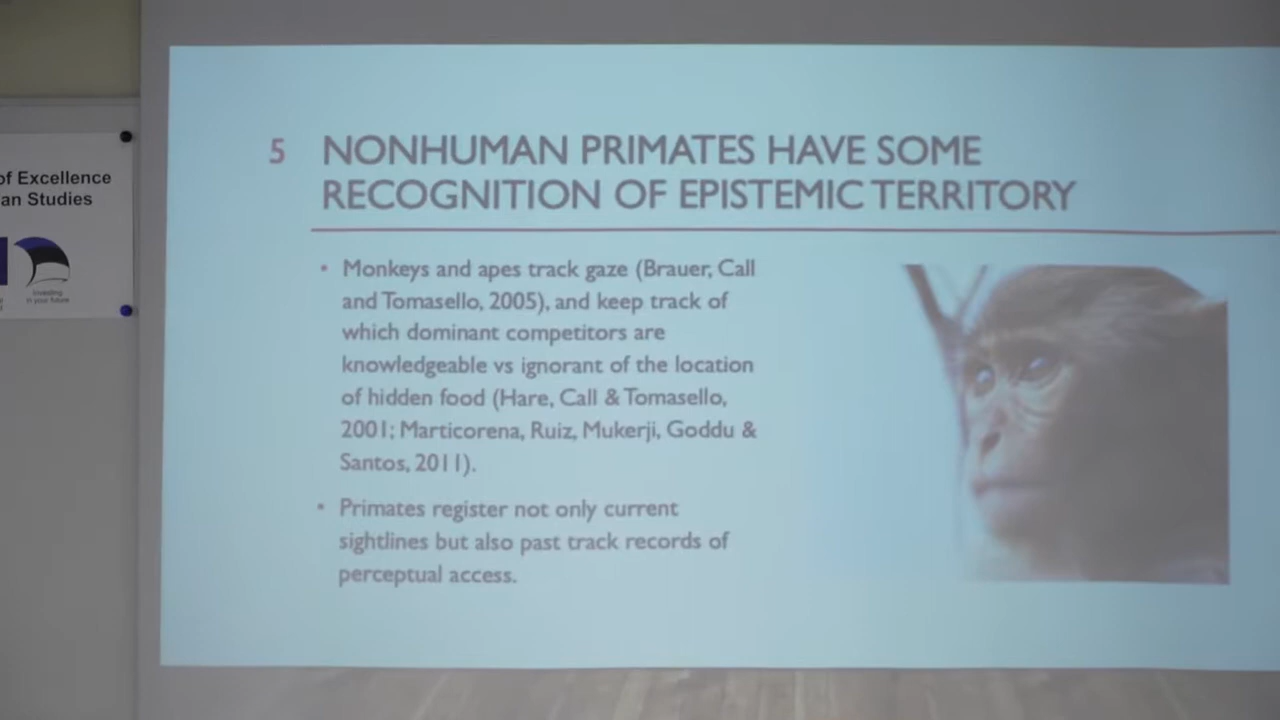 of Excellence
an Studies
Investing
in your future
5
NONHUMAN PRIMATES HAVE SOME
RECOGNITION OF EPISTEMIC TERRITORY
• Monkeys and apes track gaze (Brauer, Call
and Tomasello, 2005), and keep track of
which dominant competitors are
knowledgeable vs ignorant of the location
of hidden food (Hare, Call & Tomasello,
2001; Marticorena, Ruiz, Mukerji, Goddu &
Santos, 2011).
• Primates register not only current
sightlines but also past track records of
perceptual access.